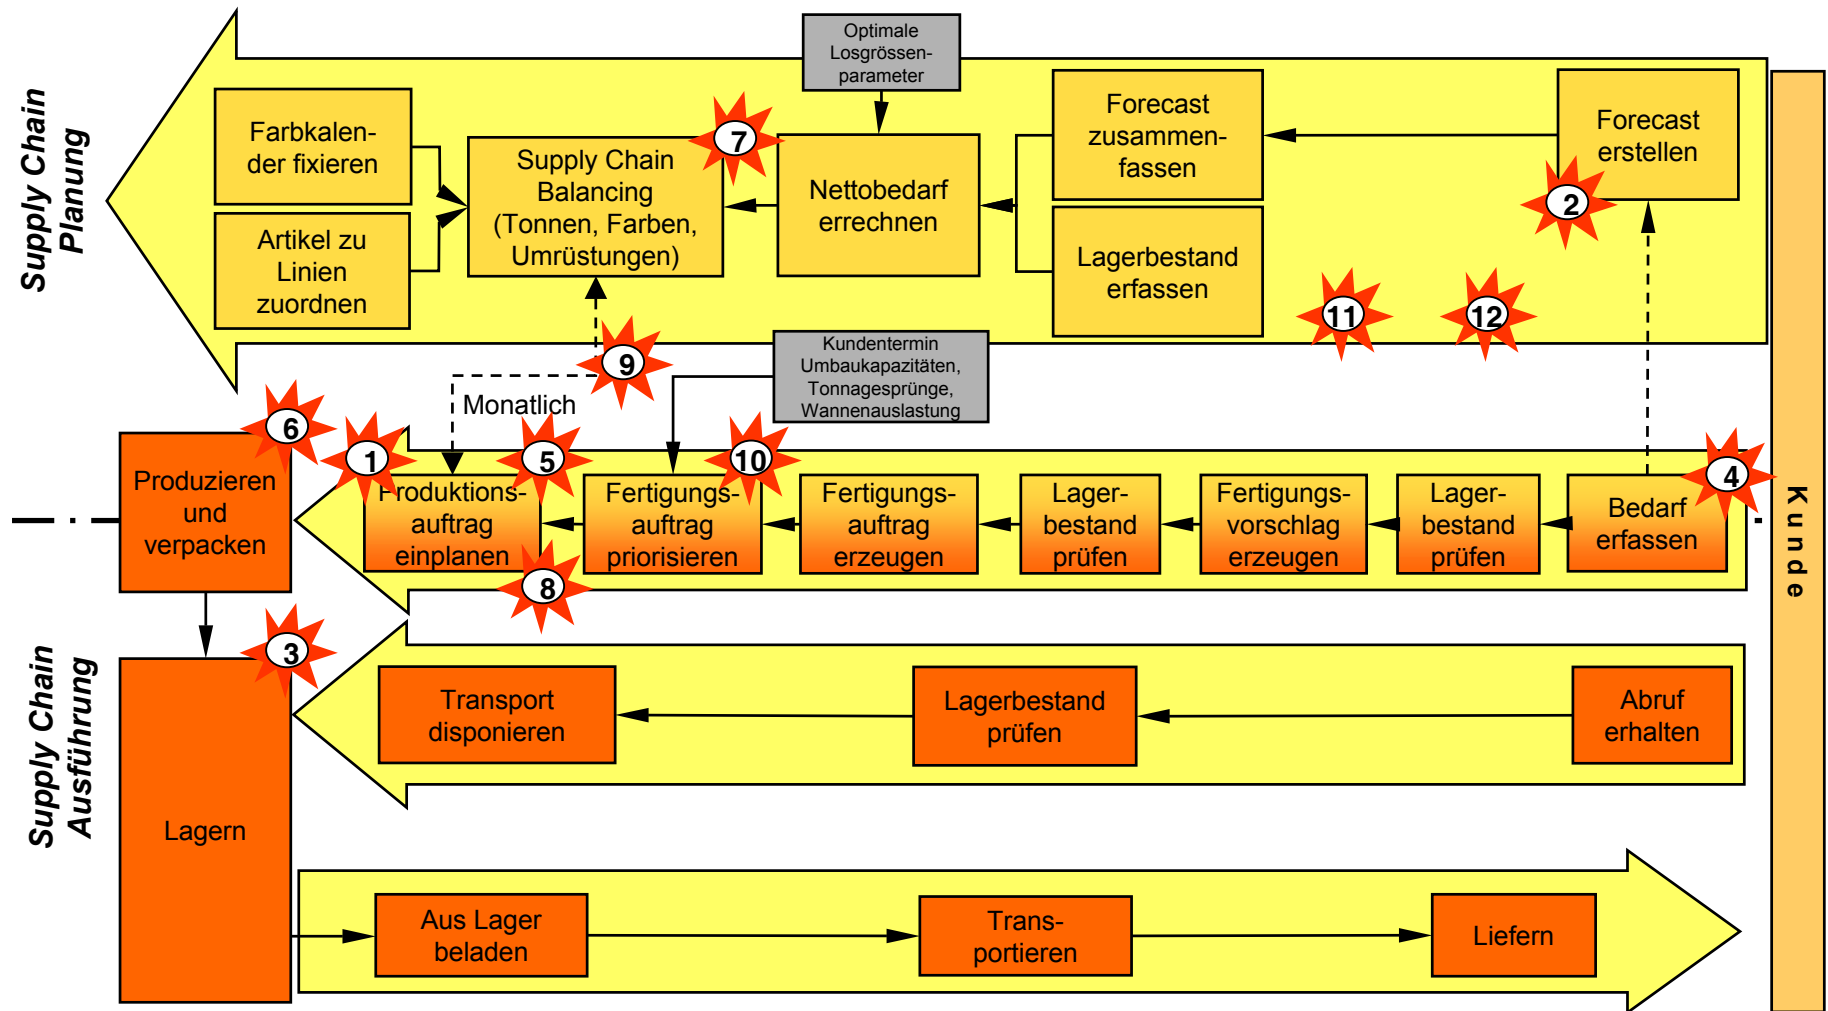 Supply Chain
Planung
Optimale
Losgrössen-
parameter
Farbkalen-
der fixieren
Artikel zu
Linien
zuordnen
Supply Chain
Balancing
(Tonnen, Farben,
Umrüstungen)
7
Nettobedarf
errechnen
Forecast
zusammen-
fassen
Lagerbestand
erfassen
Forecast
erstellen
2
11
12
9
Monatlich
Kundentermin
Umbaukapazitäten,
Tonnagesprünge,
Wannenauslastung
Kunde
6
Produzieren
und
verpacken
1
5
Produktions-
auftrag
einplanen
8
10
Fertigungs-
auftrag
priorisieren
Fertigungs-
auftrag
erzeugen
Lager-
bestand
prüfen
Fertigungs-
vorschlag
erzeugen
Lager-
bestand
prüfen
4
Bedarf
erfassen
Supply Chain
Ausführung
3
Lagern
Transport
disponieren
Lagerbestand
prüfen
Abruf
erhalten
Aus Lager
beladen
Trans-
portieren
Liefern